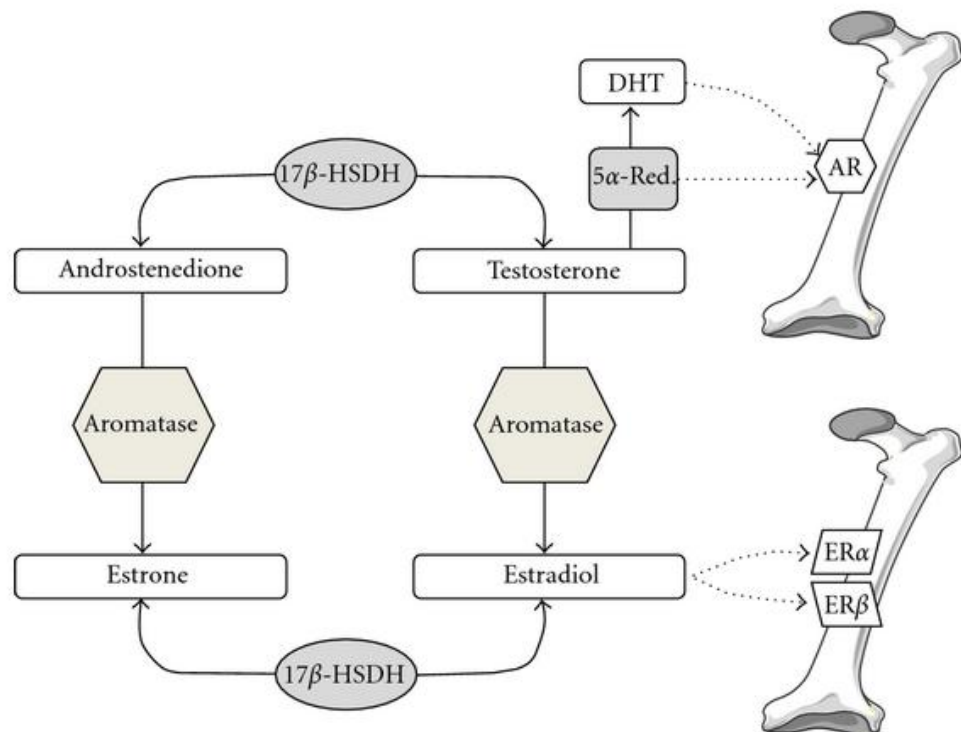 DHT
17β-HSDH
5α-Red.
AR
Androstenedione
Testosterone
Aromatase
Aromatase
ERα
Estrone
Estradiol
ERβ
17β-HSDH